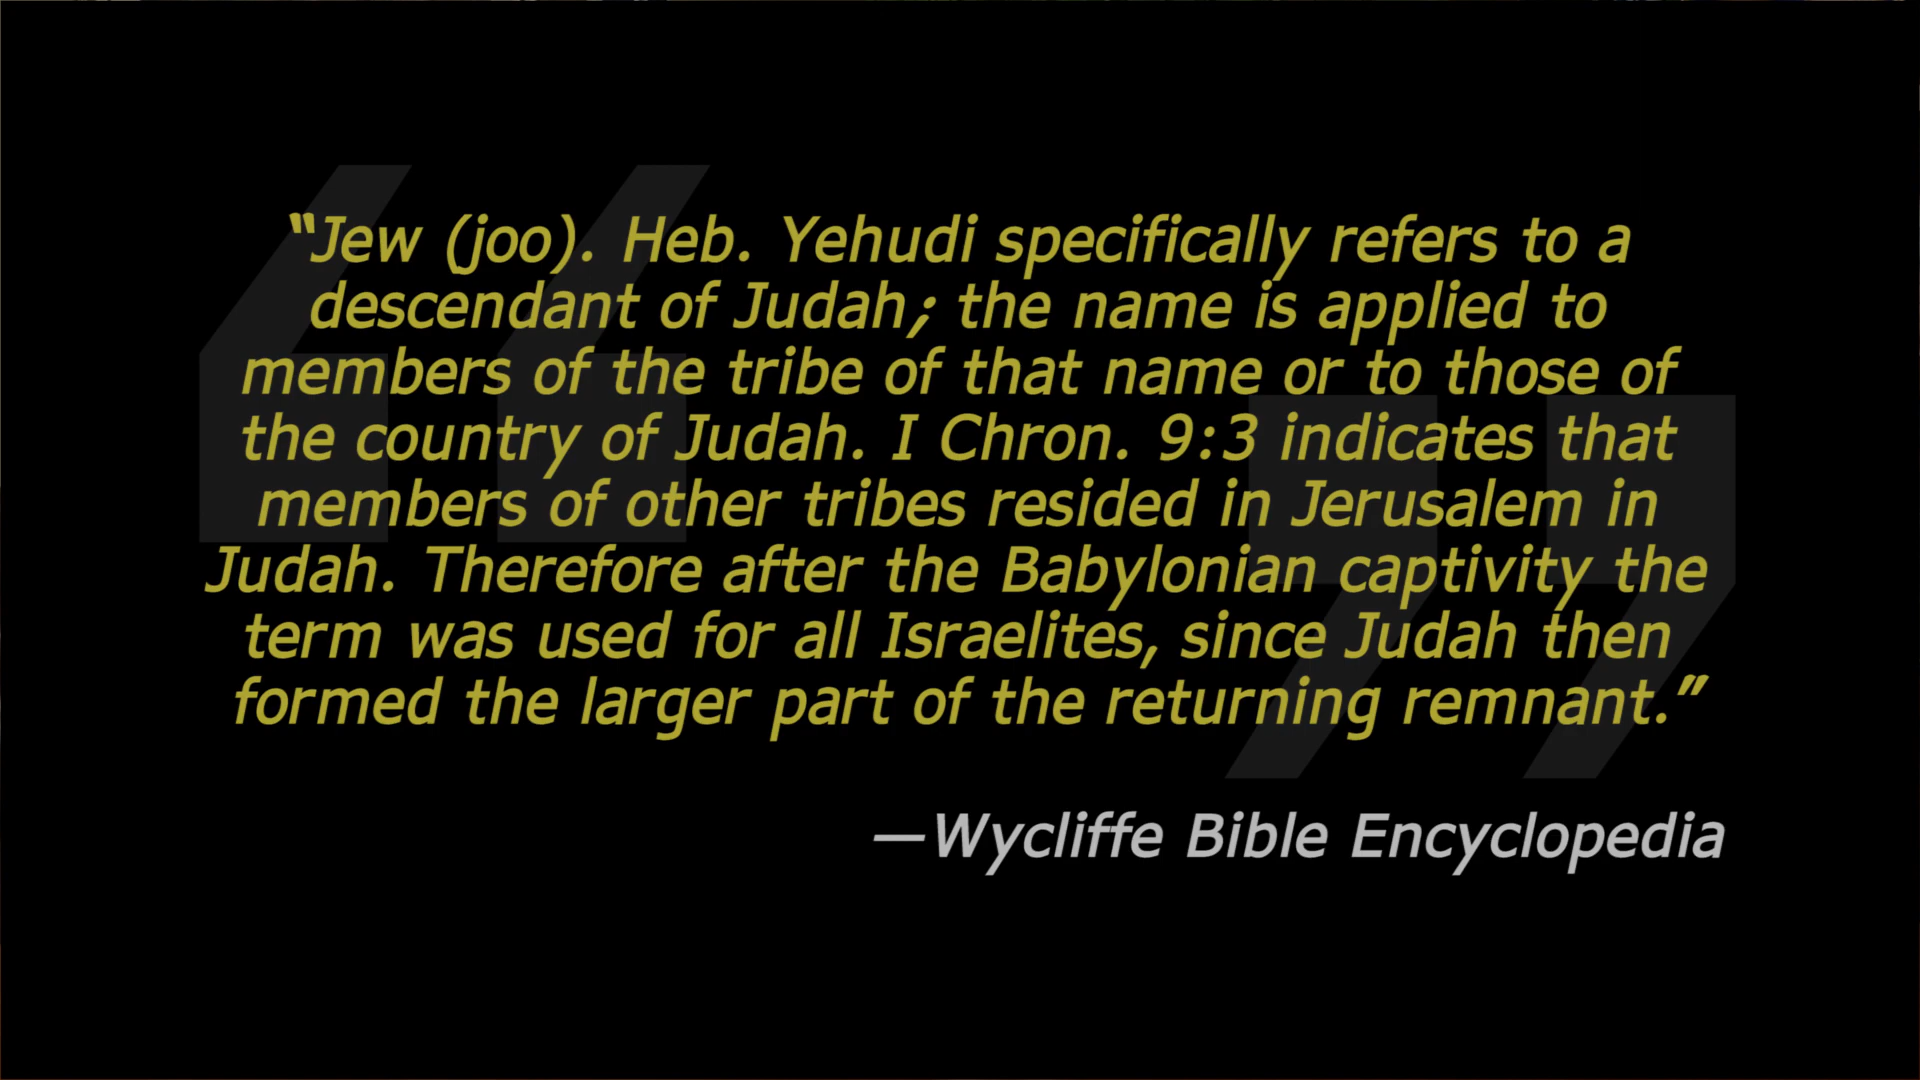 “Jew (joo). Heb. Yehudi specifically refers to a
descendant of Judah; the name is applied to
members of the tribe of that name or to those of
the country of Judah. I Chron. 9:3 indicates that
members of other tribes resided in Jerusalem in
Judah. Therefore after the Babylonian captivity the
term was used for all Israelites, since Judah then
formed the larger part of the returning remnant.”
—Wycliffe Bible Encyclopedia